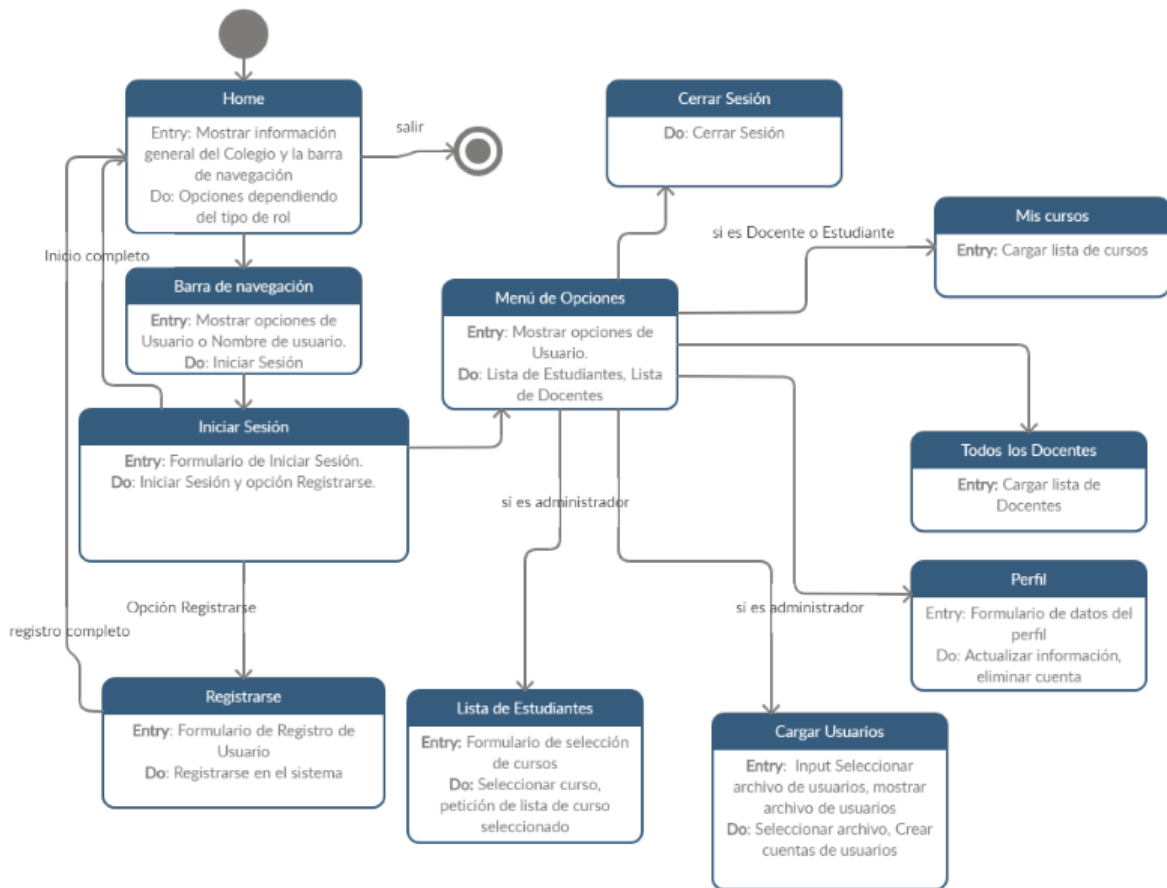 Home
Entry: Mostrar información
general del Colegio y la barra
de navegación
Do: Opciones dependiendo
del tipo de rol
salir
Inicio completo
Barra de navegación
Entry: Mostrar opciones de
Usuario o Nombre de usuario.
Do: Iniciar Sesión
Iniciar Sesión
Entry: Formulario de Iniciar Sesión.
Do: Iniciar Sesión y opción Registrarse.
Opción Registrarse
registro completo
Registrarse
Entry: Formulario de Registro de
Usuario
Do: Registrarse en el sistema
Cerrar Sesión
Do: Cerrar Sesión
Menú de Opciones
Entry: Mostrar opciones de
Usuario.
Do: Lista de Estudiantes, Lista
de Docentes
si es Docente o Estudiante
Mis cursos
Entry: Cargar lista de cursos
Todos los Docentes
Entry: Cargar lista de
Docentes
Perfil
Entry: Formulario de datos del
perfil
Do: Actualizar información,
eliminar cuenta
si es administrador
Lista de Estudiantes
Entry: Formulario de selección
de cursos
Do: Seleccionar curso,
petición de lista de curso
seleccionado
si es administrador
Cargar Usuarios
Entry: Input Seleccionar
archivo de usuarios, mostrar
archivo de usuarios
Do: Seleccionar archivo, Crear
cuentas de usuarios